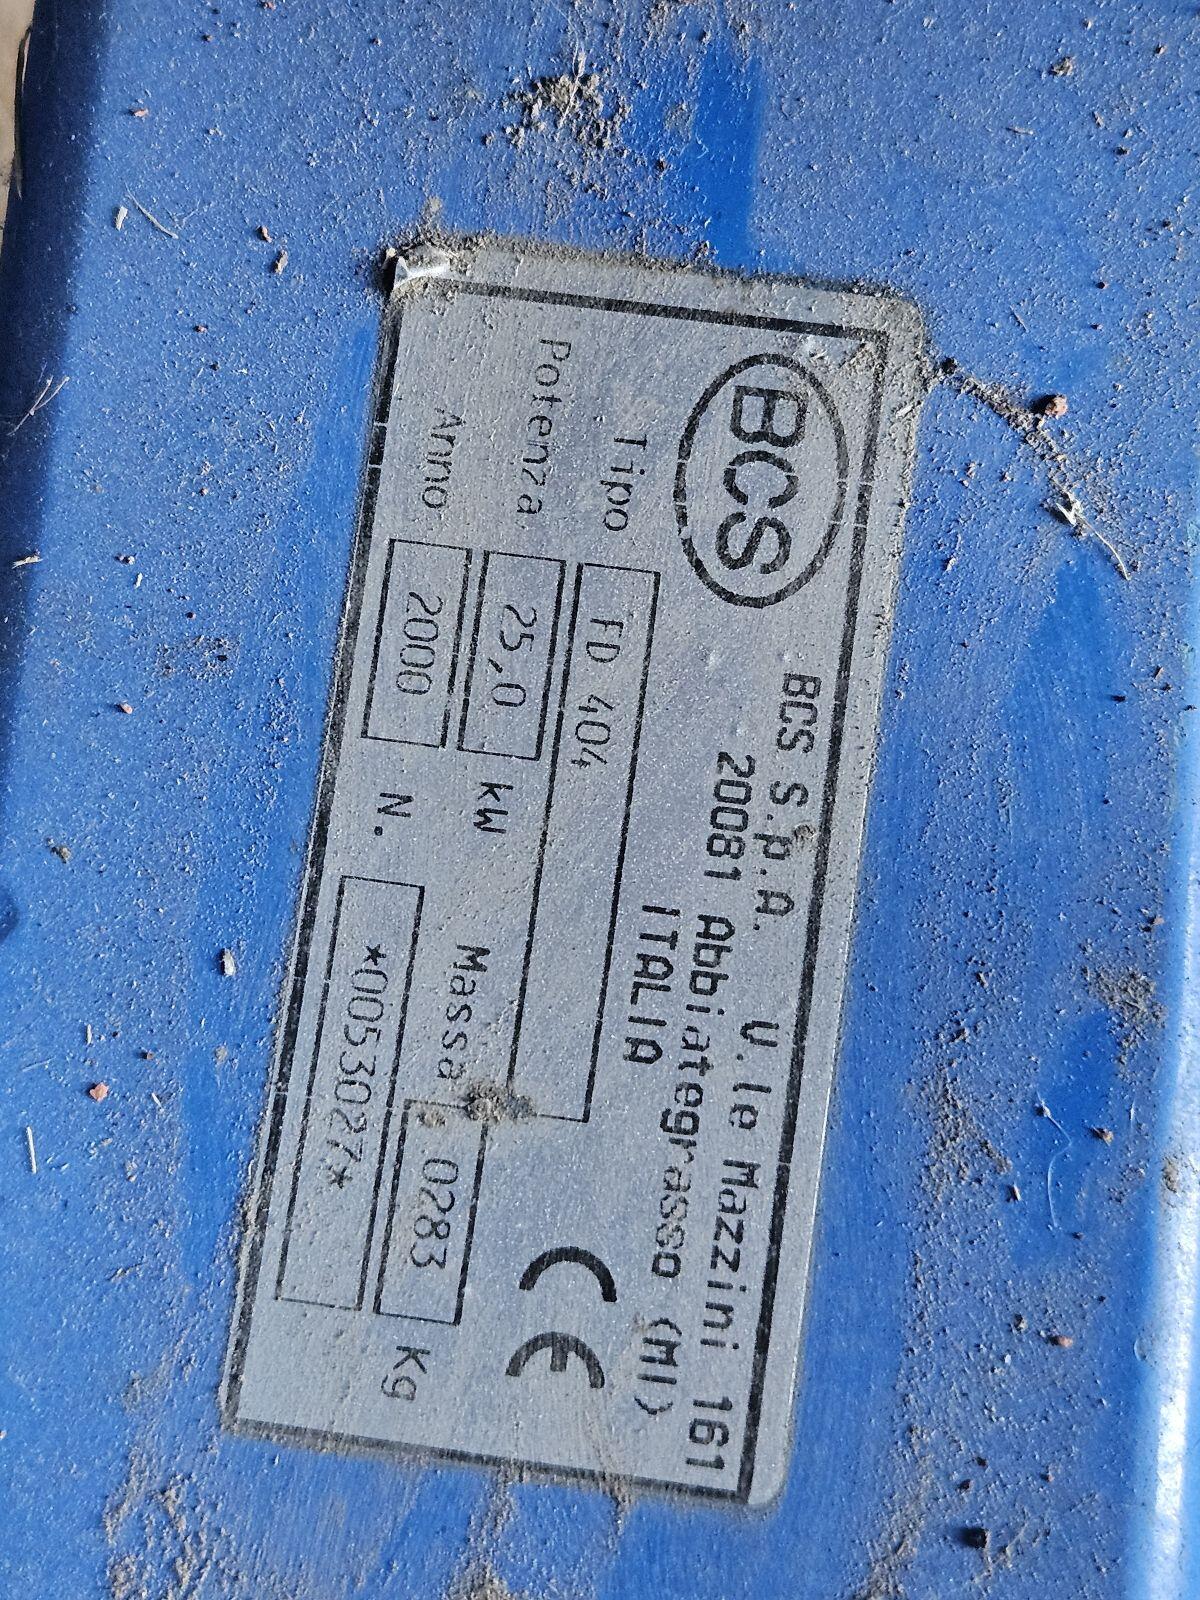 BCS
BCS S.p.A. V.le Mazzini 161
20081 Abbiategrasso (MI)
ITALIA
Tipo FD 404
Potenza 25,0 kW Massa 0283 Kg
Anno 2000 N. *0053027*
CE